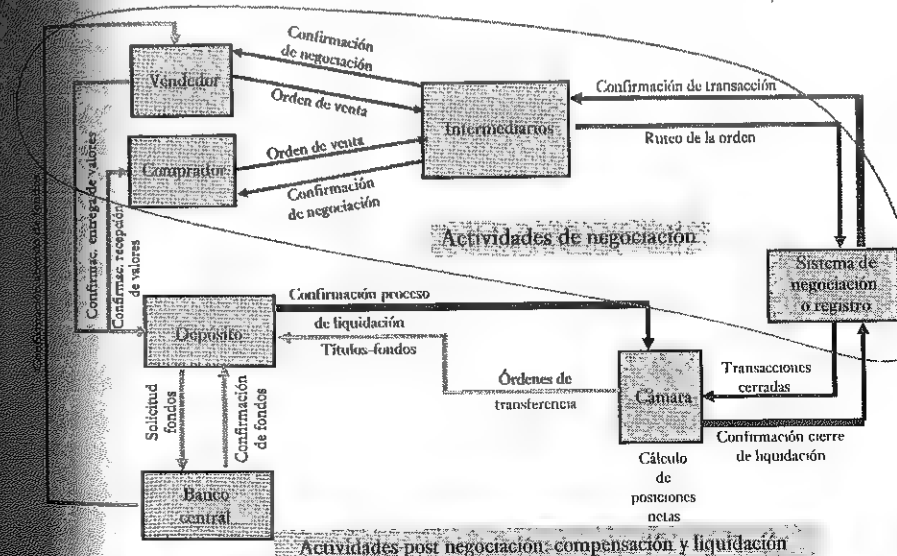 Confirmación
de negociación
Vendedor
Orden de venta
Intermediarios
Confirmación de transacción
Ruteo de la orden
Orden de venta
Comprador
Confirmación
de negociación
Confirmac. entrega de valores
Confirmac. recepción
de valores
Actividades de negociación
Sistema de
negociación
o registro
Confirmación proceso
de liquidación
Depósito
Títulos-fondos
Órdenes de
transferencia
Cámara
Transacciones
cerradas
Confirmación cierre
de liquidación
Solicitud
fondos
Confirmación
de fondos
Cálculo
de
posiciones
netas
Banco
central
Actividades post negociación: compensación y liquidación